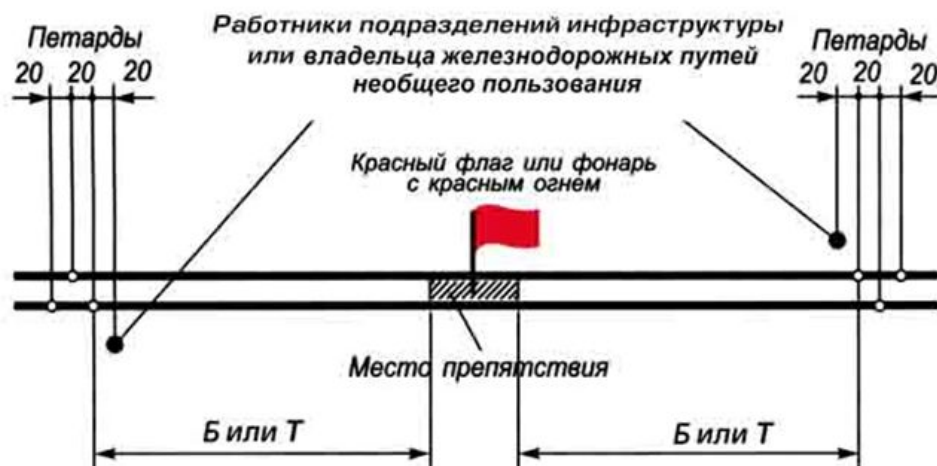 Работники подразделений инфраструктуры
или владельца железнодорожных путей
необщего пользования
Петарды
20 20 20
Петарды
20 20 20
Красный флаг или фонарь
с красным огнем
Место препятствия
Б или Т
Б или Т